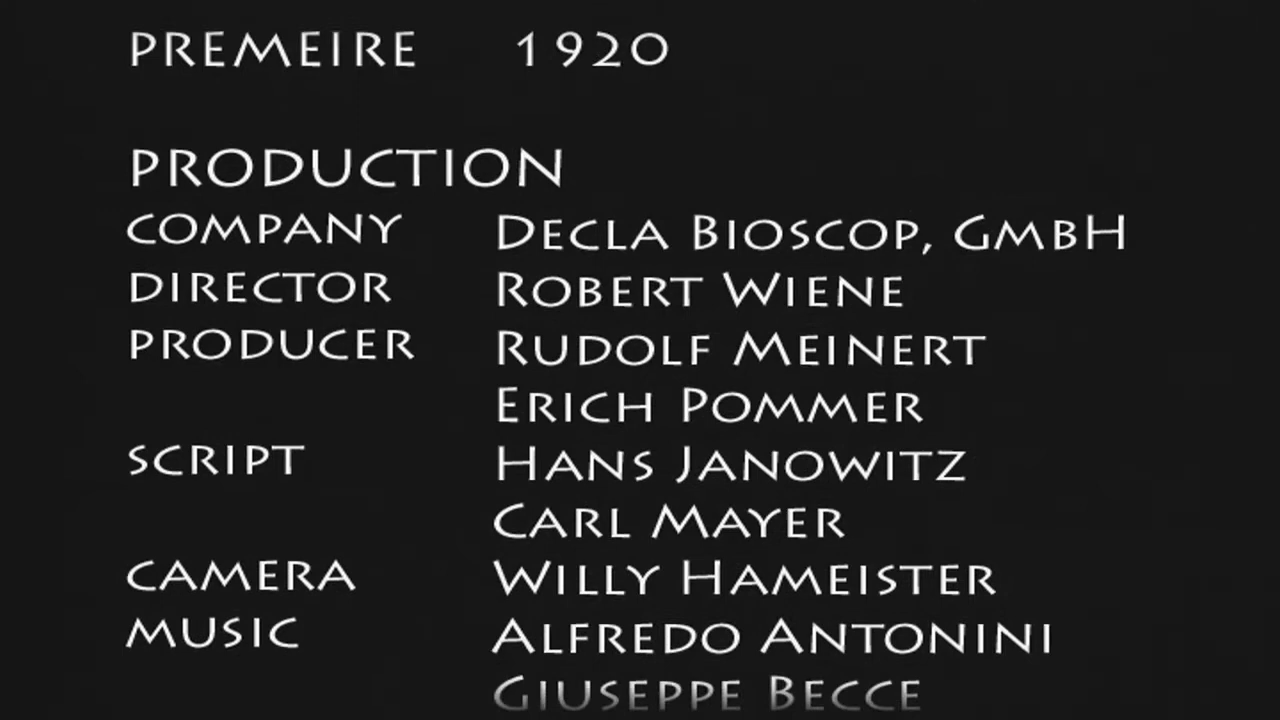 PREMEIRE 1920
PRODUCTION
COMPANY DECLA BIOSCOP, GMBH
DIRECTOR ROBERT WIENE
PRODUCER RUDOLF MEINERT
ERICH POMMER
SCRIPT HANS JANOWITZ
CARL MAYER
CAMERA WILLY HAMEISTER
MUSIC ALFREDO ANTONINI
GIUSEPPE BECCE